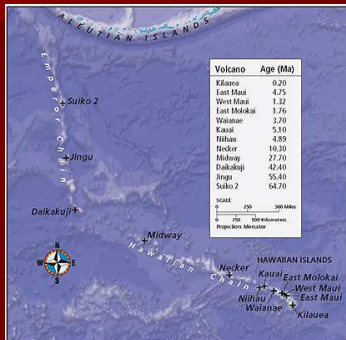 ALEUTIAN ISLANDS
Emperor Chain
Suiko 2
Jingu
Daikakuji
Midway
Hawaiian Chain
Necker
HAWAIIAN ISLANDS
Kauai
East Molokai
West Maui
East Maui
Niihau
Waianae
Kilauea
N
W E
S
Volcano Age (Ma)
Kilauea 0.20
East Maui 4.75
West Maui 1.32
East Molokai 1.76
Waianae 3.70
Kauai 5.10
Niihau 4.89
Necker 10.30
Midway 27.70
Daikakuji 42.40
Jingu 55.40
Suiko 2 64.70
SCALE
0 250 500 Miles
0 250 500 Kilometers
Projection: Mercator